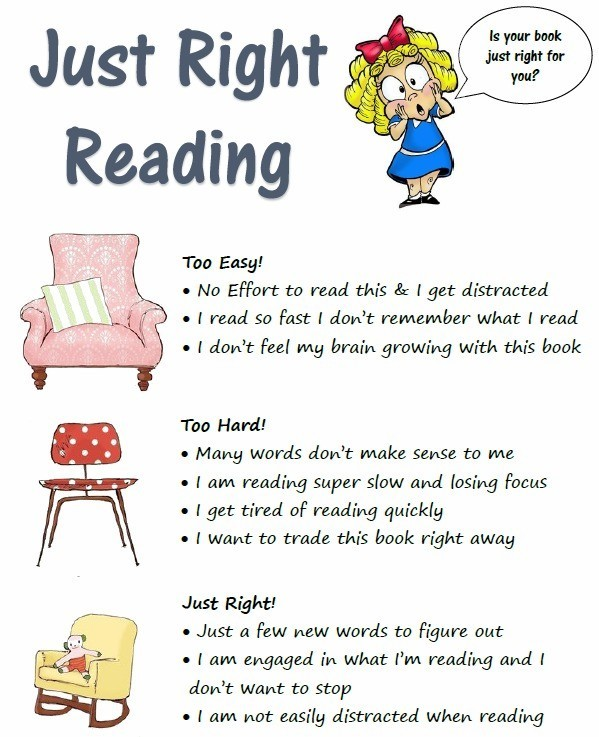 Just Right
Reading
Is your book
just right for
you?
Too Easy!
• No Effort to read this & I get distracted
• I read so fast I don't remember what I read
• I don't feel my brain growing with this book
Too Hard!
• Many words don't make sense to me
• I am reading super slow and losing focus
• I get tired of reading quickly
• I want to trade this book right away
Just Right!
• Just a few new words to figure out
• I am engaged in what I'm reading and I
don't want to stop
• I am not easily distracted when reading